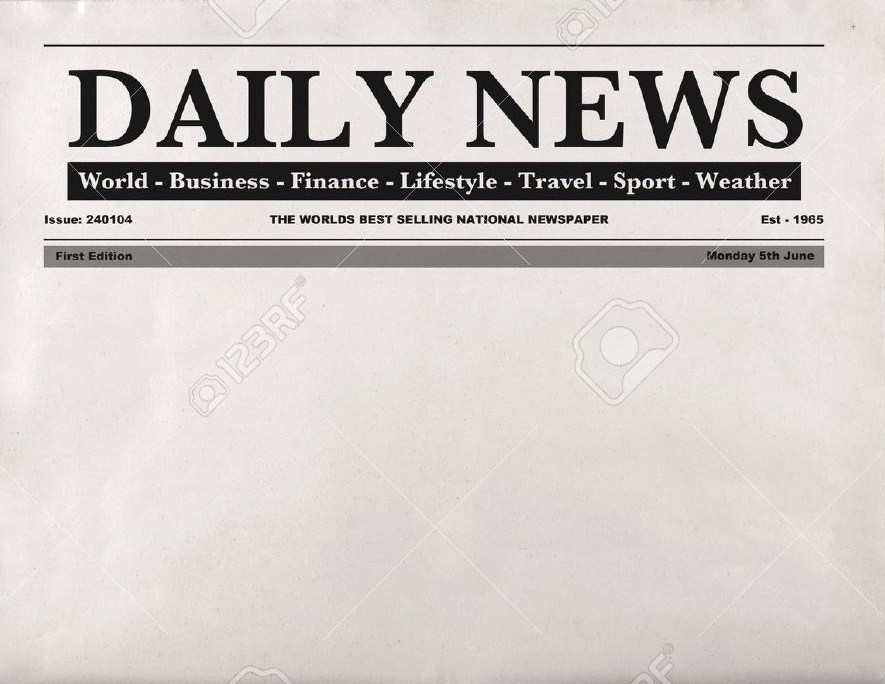 DAILY NEWS
World - Business - Finance - Lifestyle - Travel - Sport - Weather
Issue: 240104 THE WORLDS BEST SELLING NATIONAL NEWSPAPER Est - 1965
First Edition Monday 5th June
123RF